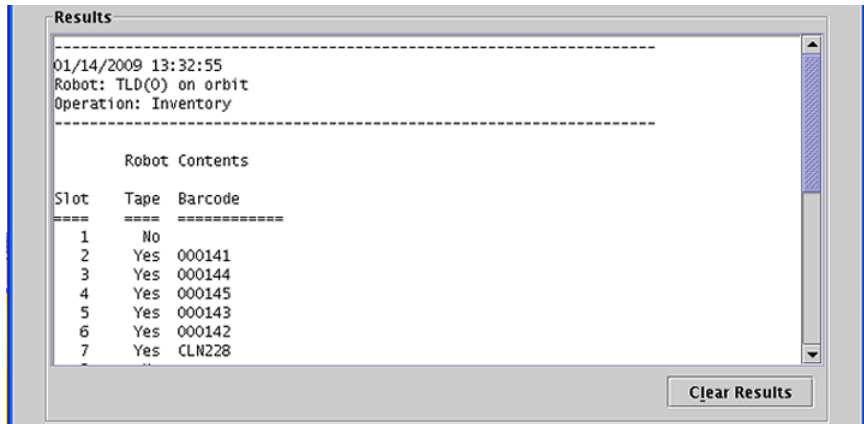 Results
---------------------------------------------------------------------
01/14/2009 13:32:55
Robot: TLD(0) on orbit
Operation: Inventory
---------------------------------------------------------------------
Robot Contents
Slot Tape Barcode
==== ==== ============
1 No
2 Yes 000141
3 Yes 000144
4 Yes 000145
5 Yes 000143
6 Yes 000142
7 Yes CLN228
Clear Results